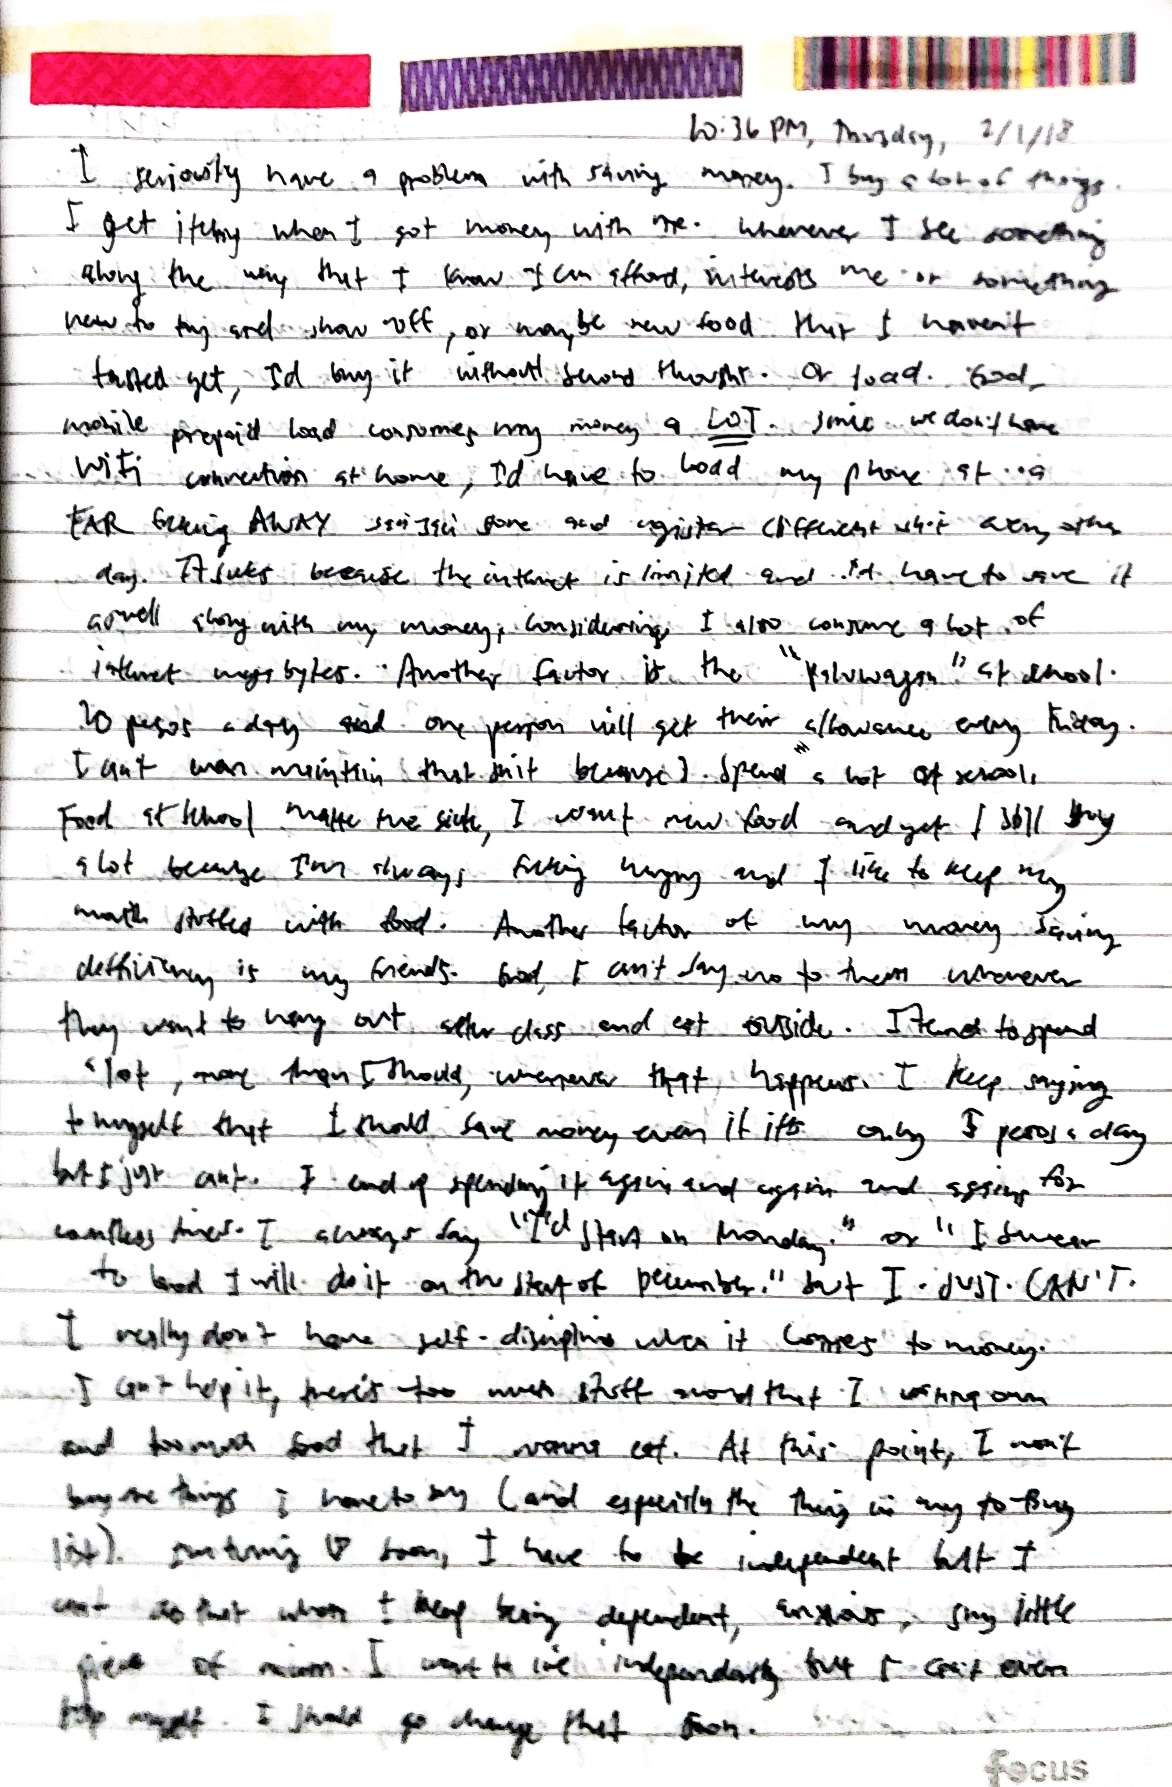 10:36 PM, Thursday, 2/1/18
I seriously have a problem with saving money. I buy a lot of things.
I get itchy when I got money with me. Whenever I see something
along the way that I know I can afford, interests me or something
new to try and show off, or maybe new food that I haven't
tasted yet, I'd buy it without second thought. Or load. God,
mobile prepaid load consumes my money a LOT. Since we don't have
WiFi connection at home, I'd have to load my phone at a
FAR fucking AWAY sari-sari store and register different shit every other
day. It sucks because the internet is limited and I'd have to save it
as well along with my money, considering I also consume a lot of
internet megabytes. Another factor is the "paluwagan" at school.
20 pesos a day and one person will get their "allowance" every Friday.
I can't even maintain that shit because I spend a lot at school.
Food at school make me sick, I want new food and yet I still buy
a lot because I'm always fucking hungry and I like to keep my
mouth stuffed with food. Another factor of my money saving
defficiency is my friends. God, I can't say no to them whenever
they want to hang out after class and eat outside. I tend to spend
a lot, more than I should, whenever that happens. I keep saying
to myself that I should save money even if it's only 5 pesos a day
but I just can't. I end up spending it again and again and again for
countless times. I always say "I'd start on Monday." or "I swear
to God I will do it on the start of December." but I. JUST. CAN'T.
I really don't have self-discipline when it comes to money.
I can't help it, there's too much stuff that I wanna own
and too much food that I wanna eat. At this point, I won't
buy the things I have to buy (and especially the thing in my to-buy
list). I'm turning 18 soon, I have to be independent but I
can't do that when I keep being dependent, anxious, little
piece of I want to live independently but I can't even
myself. I should go change that soon.
focus